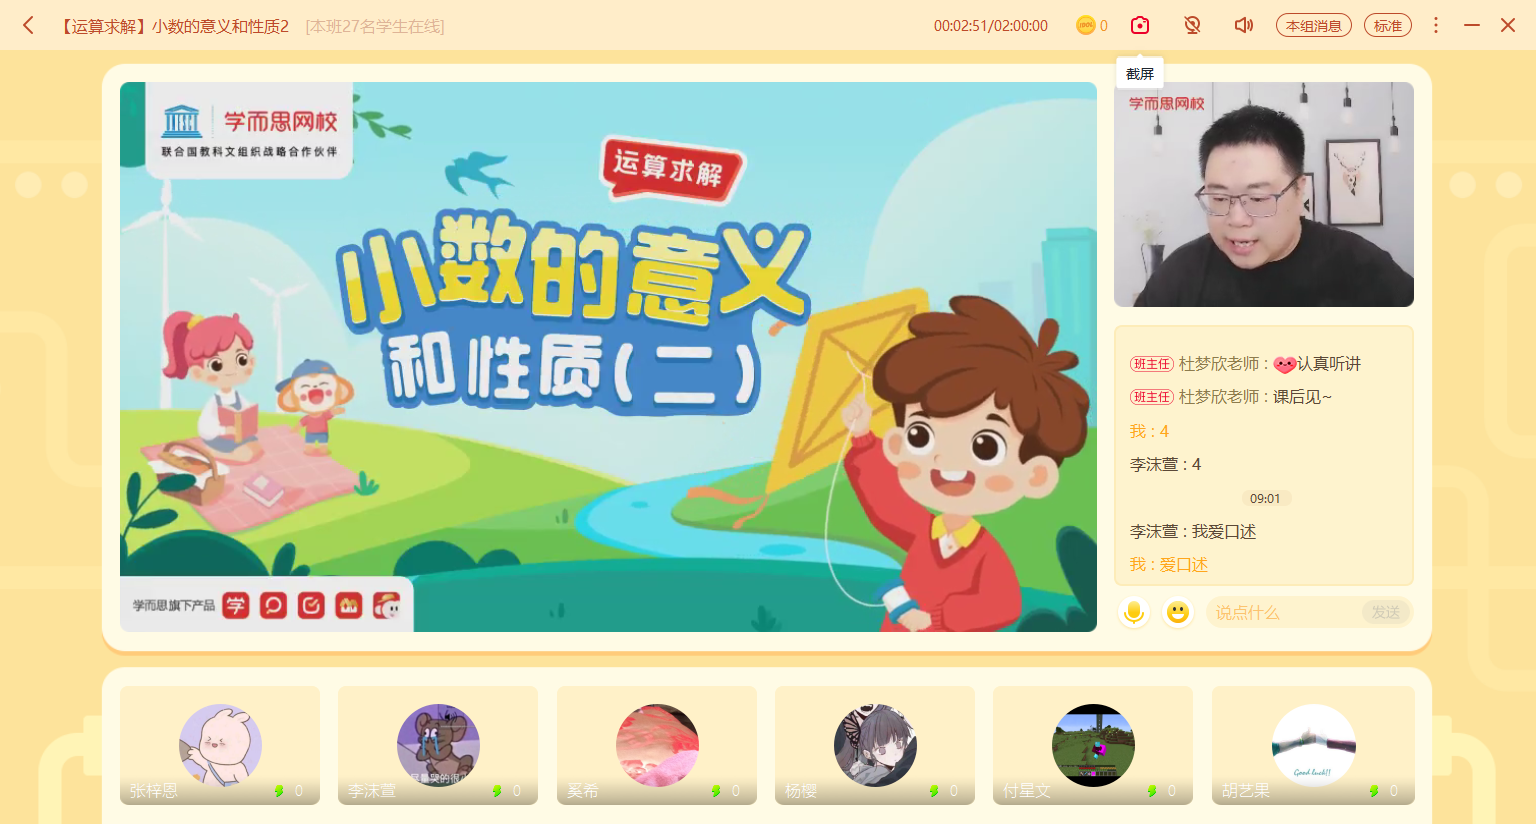 【运算求解】小数的意义和性质2 [本班27名学生在线] 00:02:51/02:00:00 100% 0 本组消息 标准
截屏
学而思网校
联合国教科文组织战略合作伙伴
运算求解
小数的意义
和性质(二)
学而思旗下产品 学
学而思网校
班主任 杜梦欣老师 : 认真听讲
班主任 杜梦欣老师 : 课后见~
我 : 4
李沫萱 : 4
09:01
李沫萱 : 我爱口述
我 : 爱口述
说点什么 发送
Good luck!!
张梓恩 0
李沫萱 0
奚希 0
杨樱 0
付星文 0
胡艺果 0